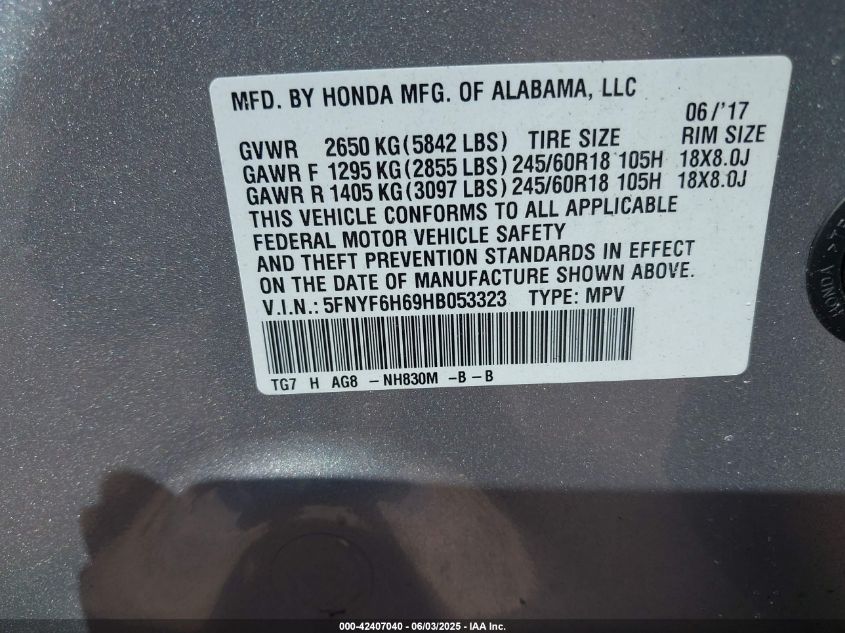 MFD. BY HONDA MFG. OF ALABAMA, LLC
06/'17
GVWR 2650 KG(5842 LBS) TIRE SIZE RIM SIZE
GAWR F 1295 KG(2855 LBS)245/60R18 105H 18X8.0J
GAWR R 1405 KG(3097 LBS)245/60R18 105H 18X8.0J
THIS VEHICLE CONFORMS TO ALL APPLICABLE
FEDERAL MOTOR VEHICLE SAFETY
AND THEFT PREVENTION STANDARDS IN EFFECT
ON THE DATE OF MANUFACTURE SHOWN ABOVE.
V.I.N.: 5FNYF6H69HB053323 TYPE: MPV
TG7 H AG8 -NH830M -B-B
HONDA
000-42407040 - 06/03/2025 - IAA Inc.